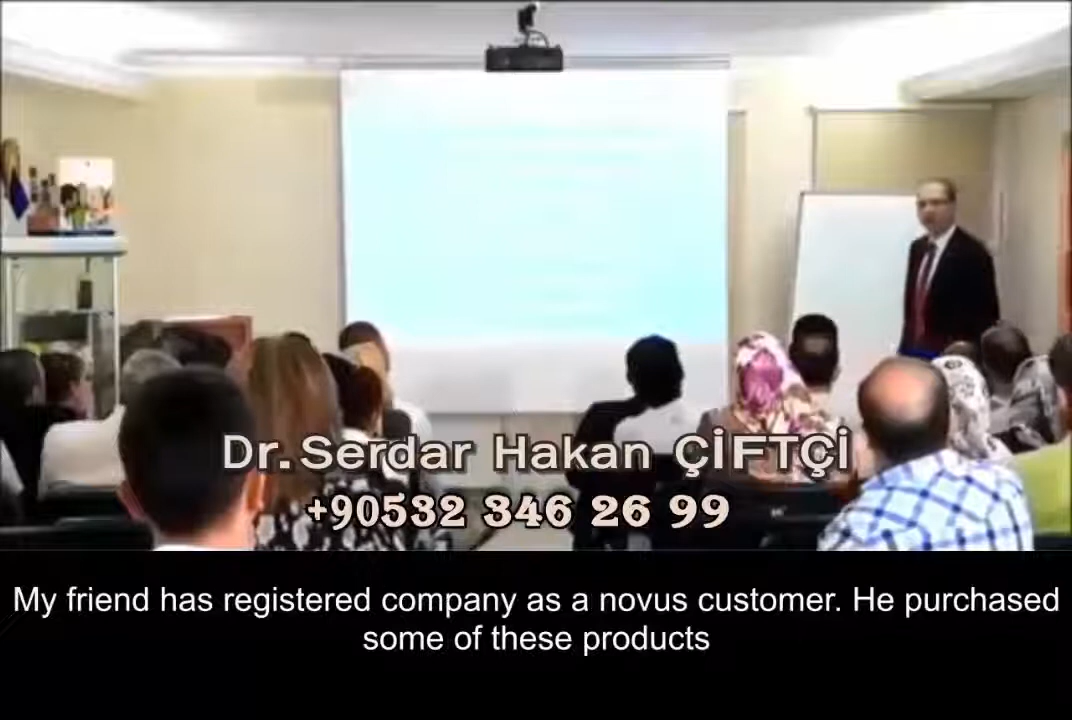 Dr. Serdar Hakan ÇİFTÇİ
+90532 346 26 99
My friend has registered company as a novus customer. He purchased
some of these products